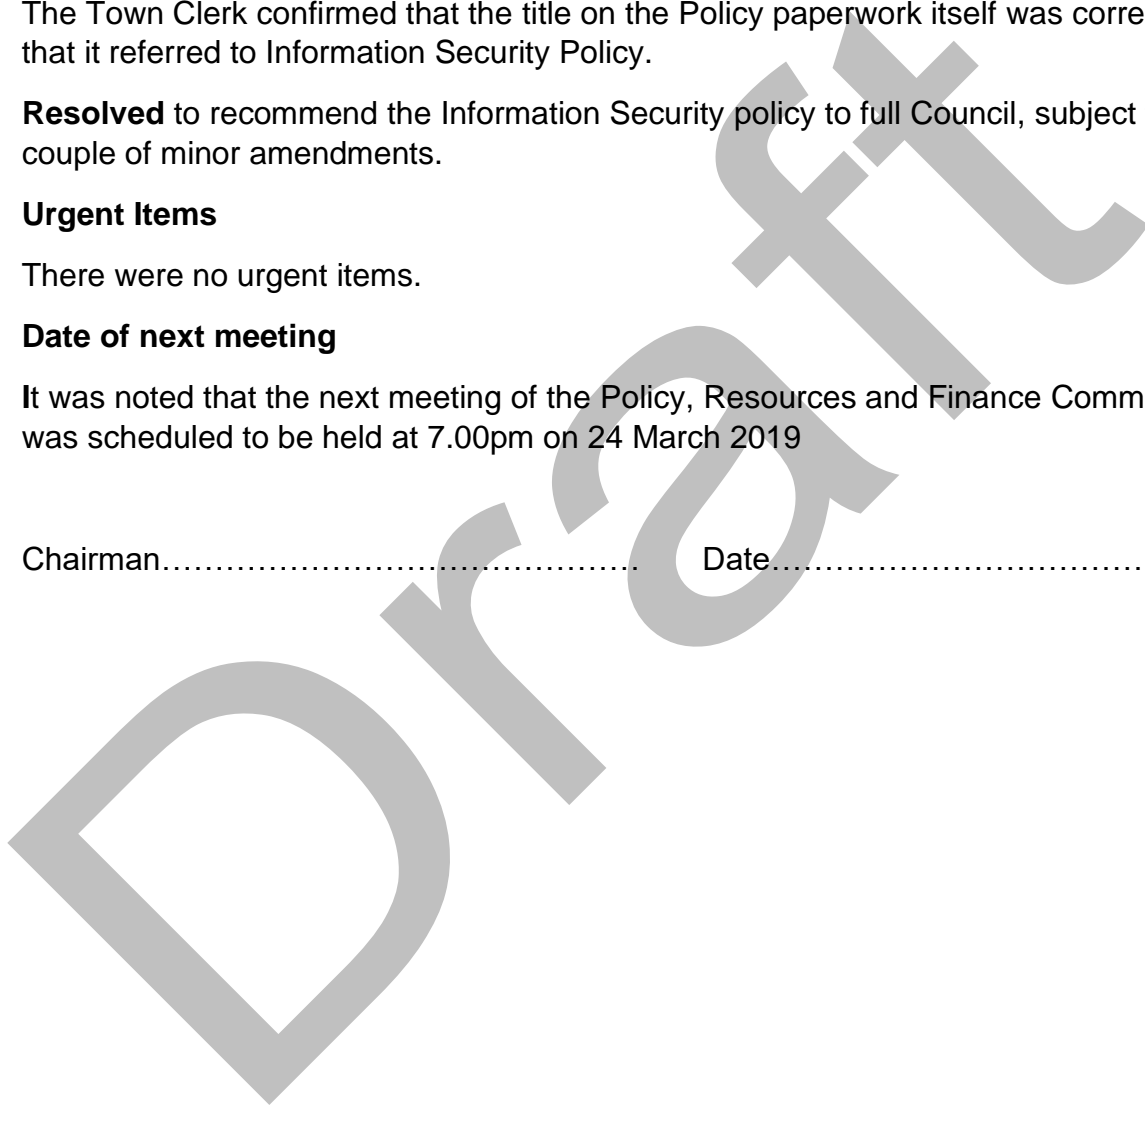 The Town Clerk confirmed that the title on the Policy paperwork itself was corre
that it referred to Information Security Policy.
Resolved to recommend the Information Security policy to full Council, subject
couple of minor amendments.
Urgent Items
There were no urgent items.
Date of next meeting
It was noted that the next meeting of the Policy, Resources and Finance Comm
was scheduled to be held at 7.00pm on 24 March 2019
Chairman……………………………………… Date……………………………
Draft